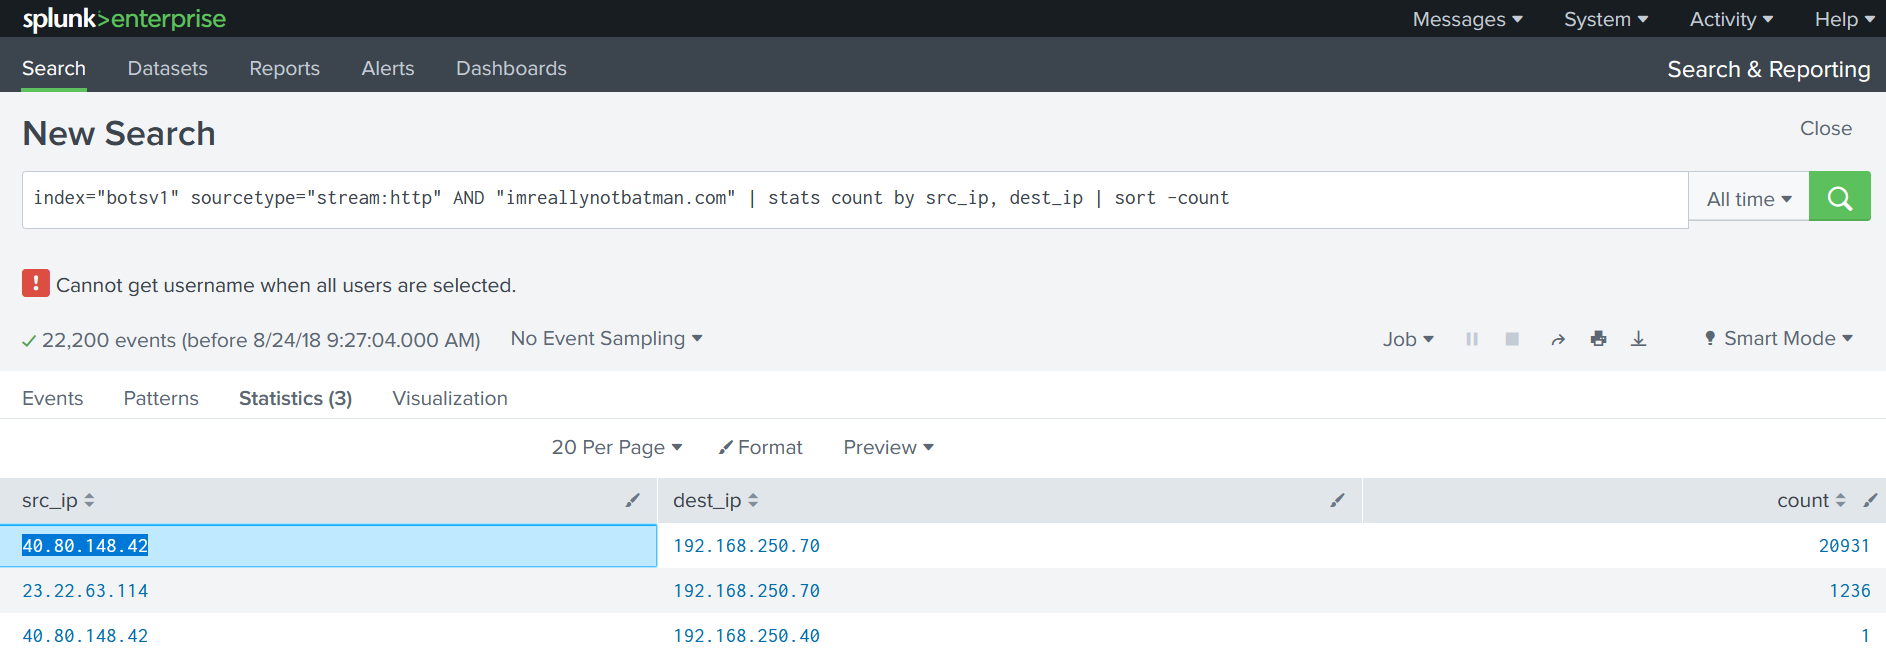 splunk>enterprise Messages System Activity Help
Search Datasets Reports Alerts Dashboards Search & Reporting
New Search Close
index="botsv1" sourcetype="stream:http" AND "imreallynotbatman.com" | stats count by src_ip, dest_ip | sort -count All time
! Cannot get username when all users are selected.
22,200 events (before 8/24/18 9:27:04.000 AM) No Event Sampling Job Smart Mode
Events Patterns Statistics (3) Visualization
20 Per Page Format Preview
src_ip dest_ip count
40.80.148.42 192.168.250.70 20931
23.22.63.114 192.168.250.70 1236
40.80.148.42 192.168.250.40 1